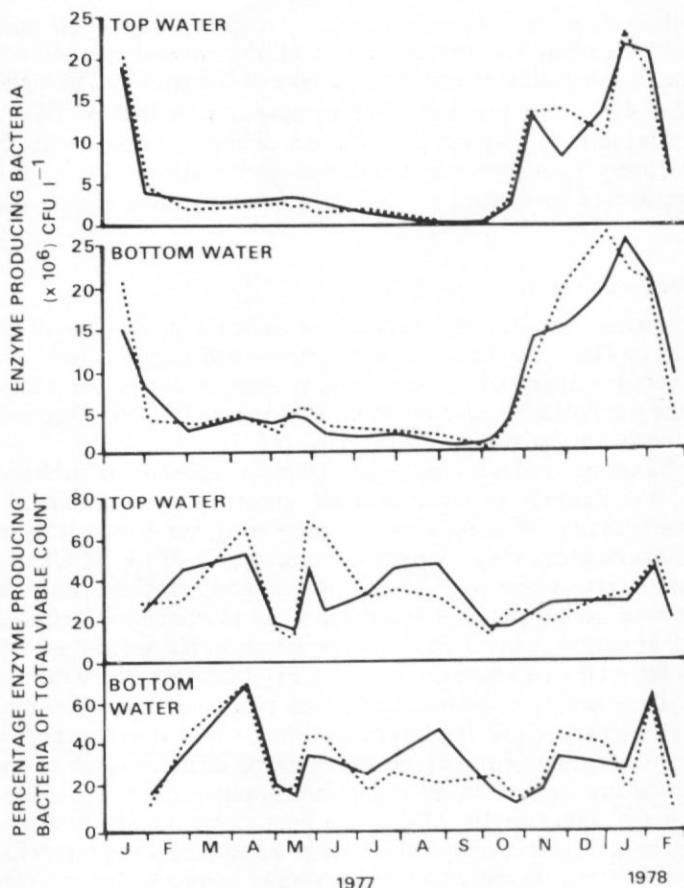 ENZYME PRODUCING BACTERIA
(x 10⁶) CFU l⁻¹
TOP WATER
25
20
15
10
5
0
BOTTOM WATER
25
20
15
10
5
0
PERCENTAGE ENZYME PRODUCING
BACTERIA OF TOTAL VIABLE COUNT
TOP WATER
80
60
40
20
0
BOTTOM
WATER
60
40
20
0
J F M A M J J A S O N D J F
1977 1978